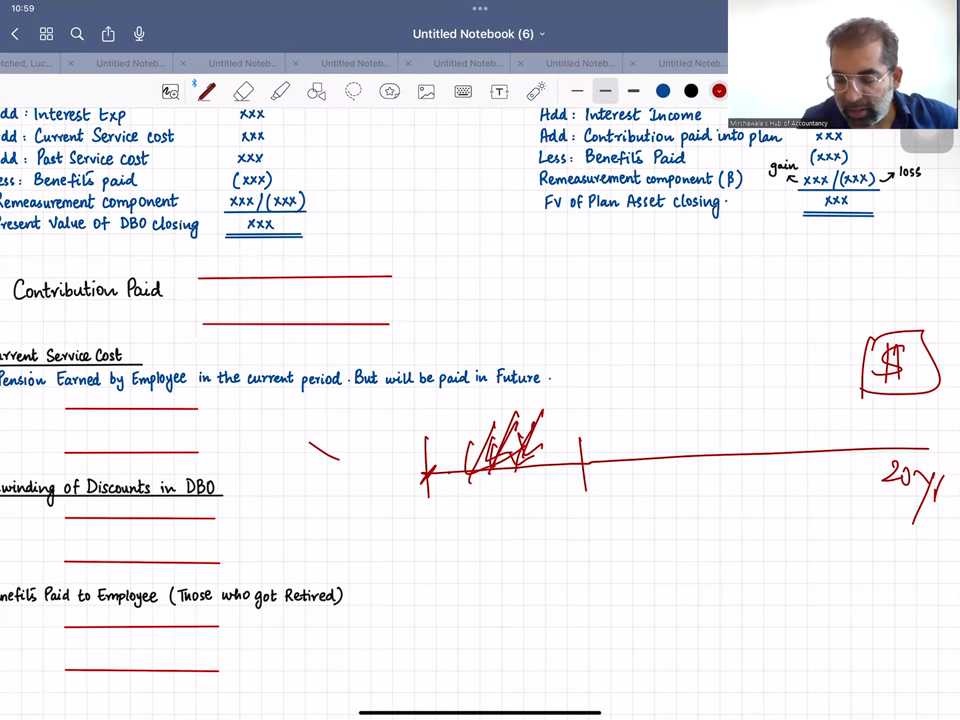 10:59
Untitled Notebook (6)
etched, Luc...
Untitled Noteb...
Untitled Noteb...
Untitled Noteb...
Untitled Noteb...
Untitled Noteb...
Untitled
T
Mirchawala's Hub of Accountancy
dd: Interest Exp xxx
dd: Current Service cost xxx
dd: Past Service cost xxx
ess: Benefits paid (xxx)
Remeasurement component xxx/(xxx)
resent Value of DBO closing xxx
Add: Interest Income
Add: Contribution paid into plan xxx
Less: Benefits Paid (xxx)
Remeasurement component (β) gain xxx/(xxx) loss
FV of Plan Asset closing. xxx
Contribution Paid
urrent Service Cost
Pension Earned by Employee in the current period. But will be paid in Future.
$
20yr
nwinding of Discounts in DBO
nefits Paid to Employee (Those who got Retired)